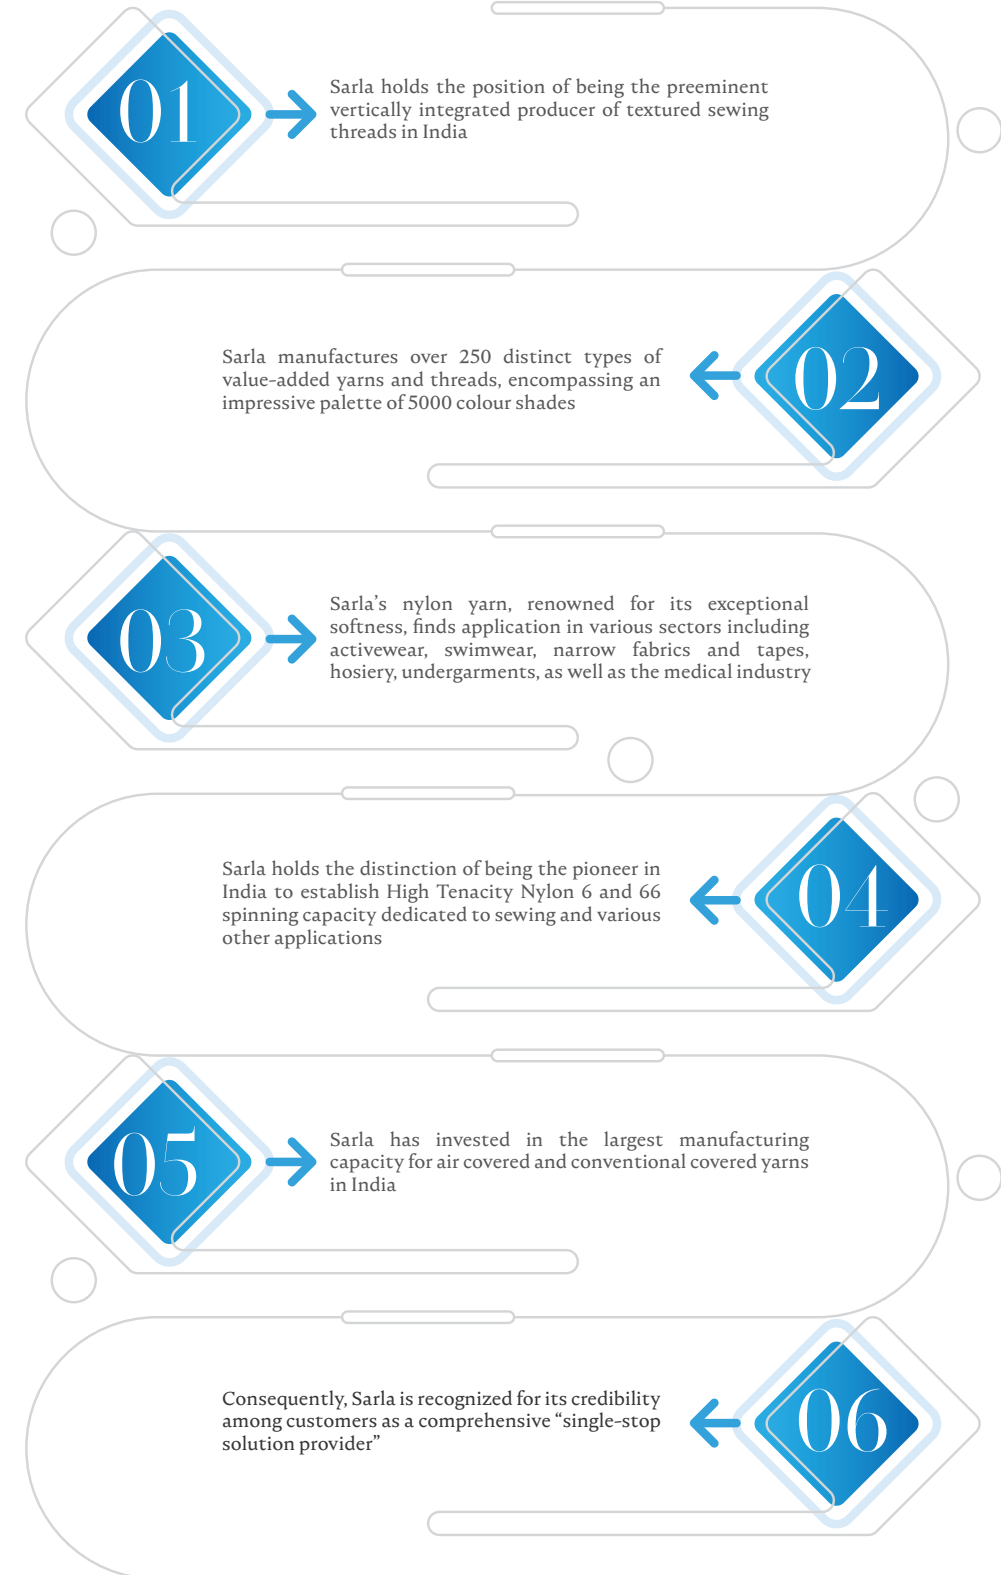 01
Sarla holds the position of being the preeminent
vertically integrated producer of textured sewing
threads in India
02
Sarla manufactures over 250 distinct types of
value-added yarns and threads, encompassing an
impressive palette of 5000 colour shades
03
Sarla’s nylon yarn, renowned for its exceptional
softness, finds application in various sectors including
activewear, swimwear, narrow fabrics and tapes,
hosiery, undergarments, as well as the medical industry
04
Sarla holds the distinction of being the pioneer in
India to establish High Tenacity Nylon 6 and 66
spinning capacity dedicated to sewing and various
other applications
05
Sarla has invested in the largest manufacturing
capacity for air covered and conventional covered yarns
in India
06
Consequently, Sarla is recognized for its credibility
among customers as a comprehensive “single-stop
solution provider”